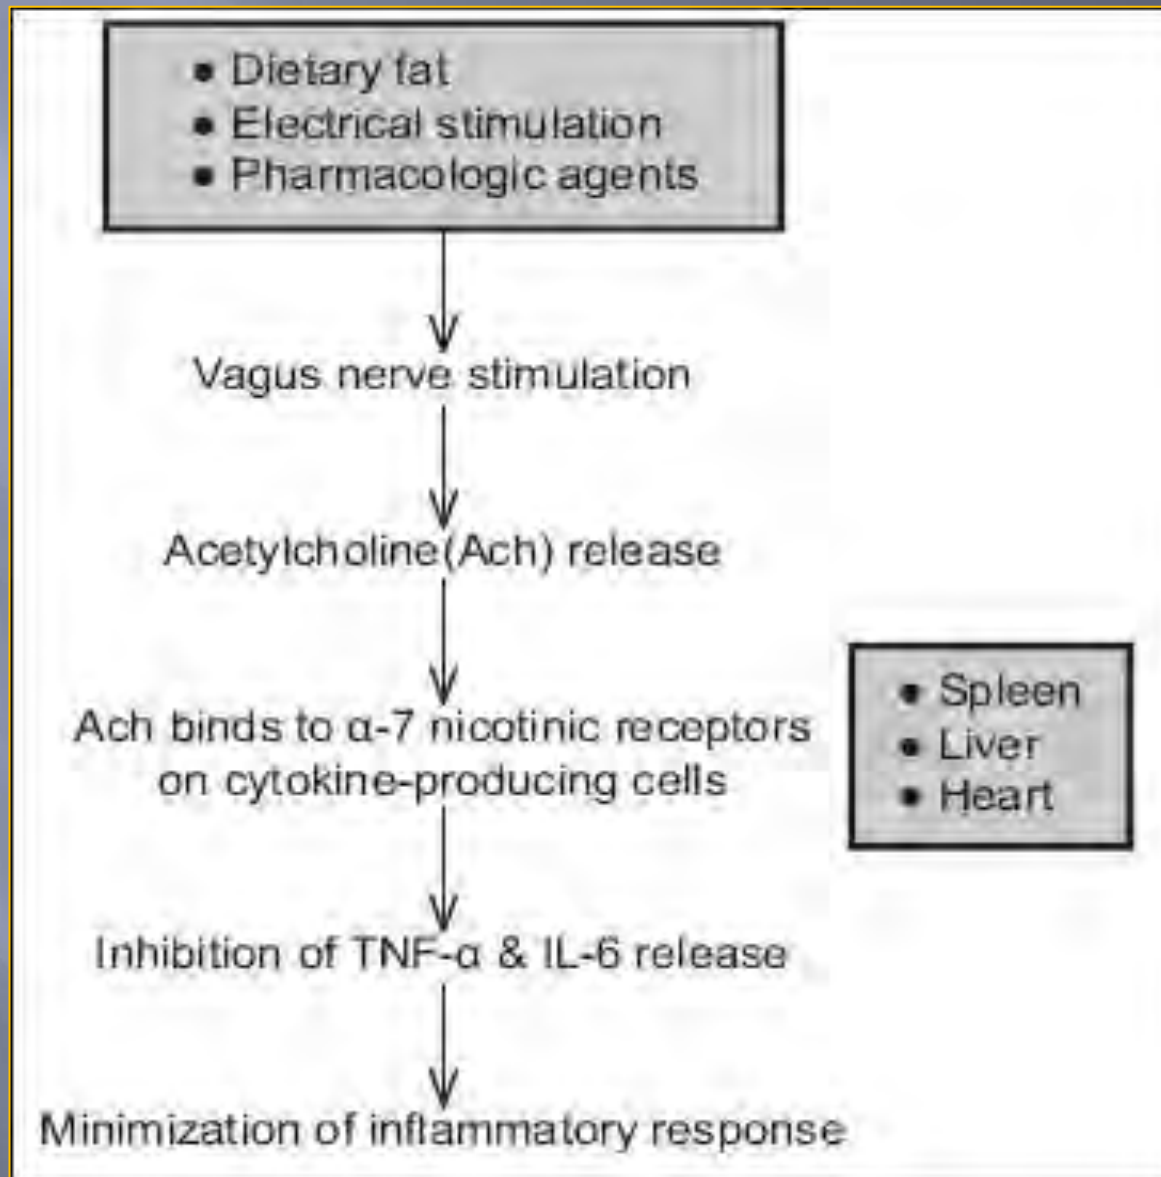 • Dietary fat
• Electrical stimulation
• Pharmacologic agents
Vagus nerve stimulation
Acetylcholine(Ach) release
Ach binds to α-7 nicotinic receptors
on cytokine-producing cells
• Spleen
• Liver
• Heart
Inhibition of TNF-α & IL-6 release
Minimization of inflammatory response